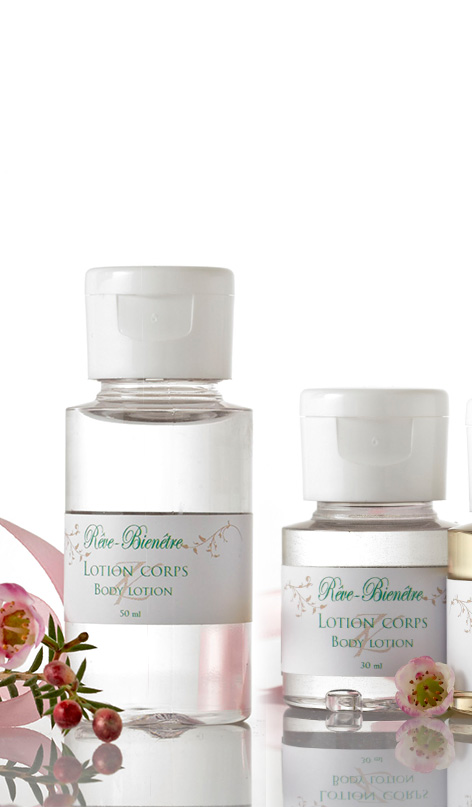 Rêve-Bienêtre
LOTION CORPS
BODY LOTION
50 ml
Rêve-Bienêtre
LOTION CORPS
BODY LOTION
30 ml